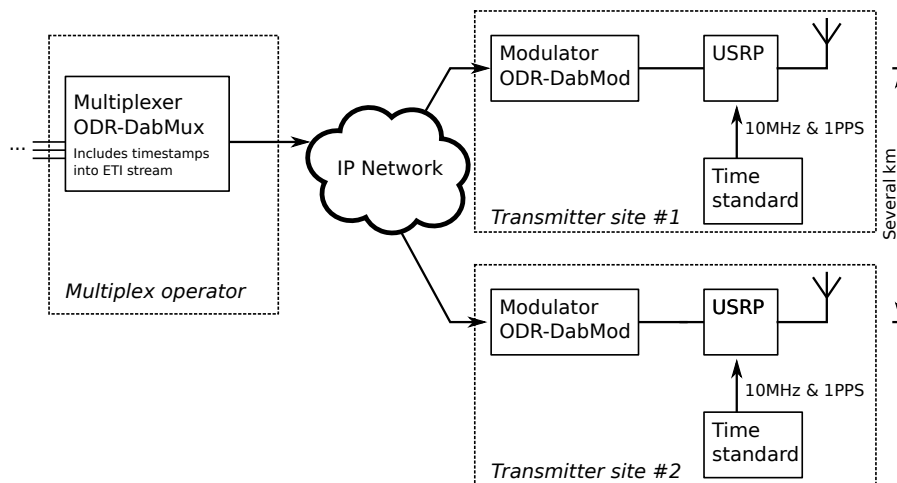 Multiplexer
ODR-DabMux
Includes timestamps
into ETI stream
...
Multiplex operator
IP Network
Modulator
ODR-DabMod
USRP
10MHz & 1PPS
Time
standard
Transmitter site #1
Several km
Modulator
ODR-DabMod
USRP
10MHz & 1PPS
Time
standard
Transmitter site #2